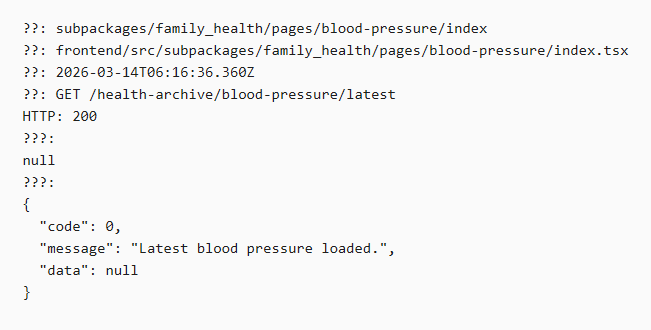 ??: subpackages/family_health/pages/blood-pressure/index
??: frontend/src/subpackages/family_health/pages/blood-pressure/index.tsx
??: 2026-03-14T06:16:36.360Z
??: GET /health-archive/blood-pressure/latest
HTTP: 200
???:
null
???:
{
  "code": 0,
  "message": "Latest blood pressure loaded.",
  "data": null
}